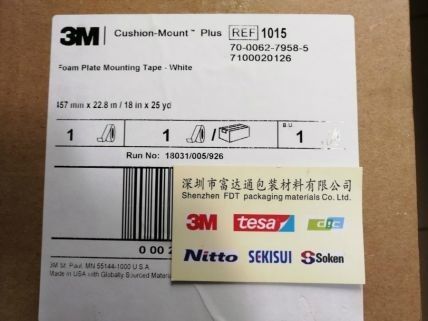 3M Cushion-Mount™ Plus REF 1015
70-0062-7958-5
7100020126
Foam Plate Mounting Tape - White
457 mm x 22.8 m / 18 in x 25 yd
1 1 / B.U 1
Run No: 18031/005/926
深圳市富达通包装材料有限公司
Shenzhen FDT packaging materials Co. Ltd.
3M tesa dic
Nitto SEKISUI Soken
0 00
3M St. Paul, MN 55144-1000 U.S.A.
Made in USA with Globally Sourced